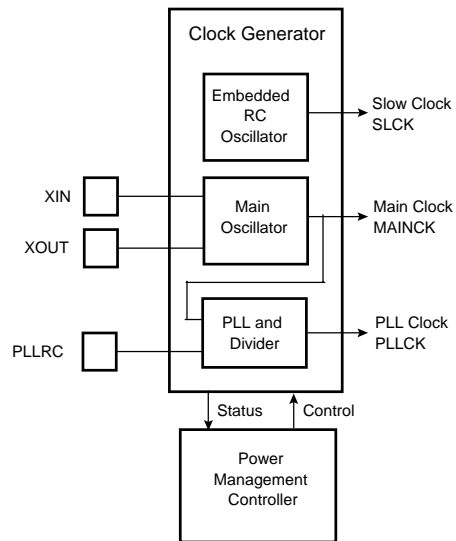 Clock Generator
Embedded
RC
Oscillator
Slow Clock
SLCK
XIN
Main
Oscillator
Main Clock
MAINCK
XOUT
PLL and
Divider
PLL Clock
PLLCK
PLLRC
Status
Control
Power
Management
Controller